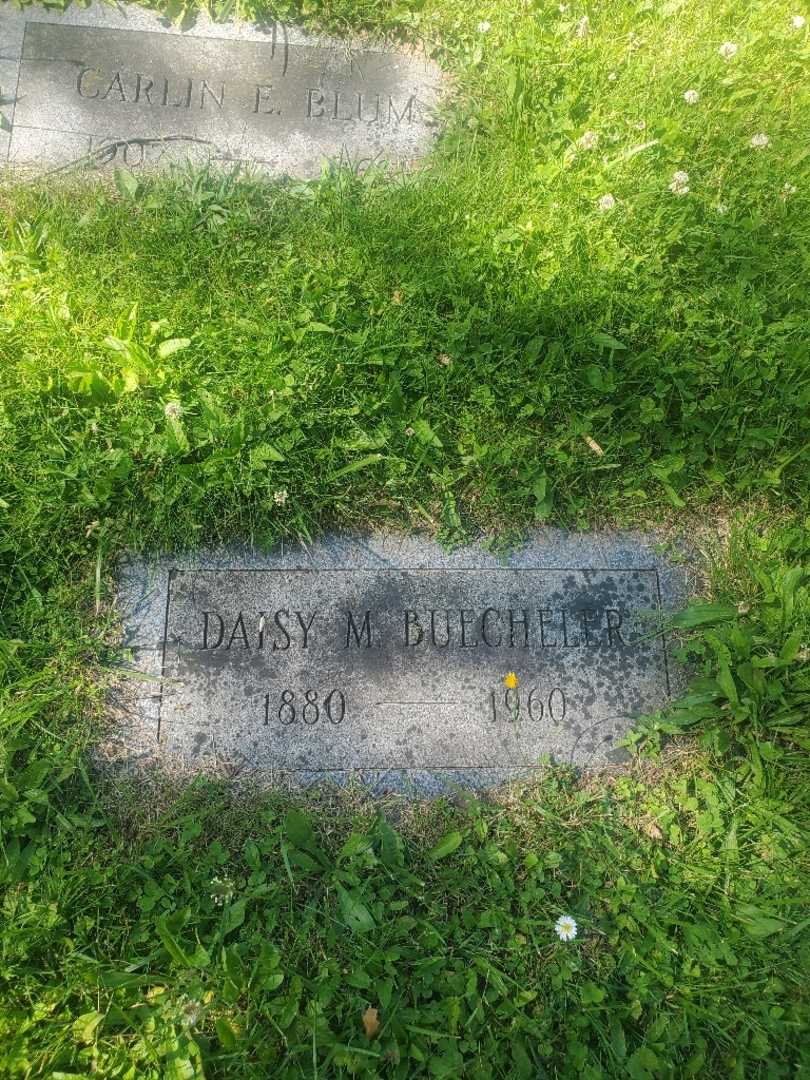 CARLIN E. BLUM
DAISY M. BUECHELER
1880 — 1960